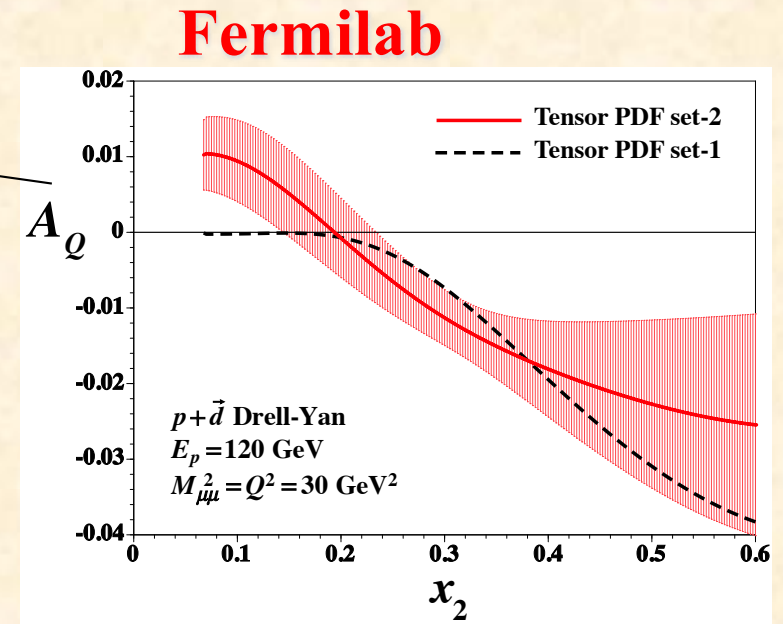 Fermilab
0.02
0.01
0
-0.01
-0.02
-0.03
-0.04
A_Q
Tensor PDF set-2
Tensor PDF set-1
p+d⃗ Drell-Yan
E_p=120 GeV
M²_μμ=Q²=30 GeV²
0 0.1 0.2 0.3 0.4 0.5 0.6
x₂